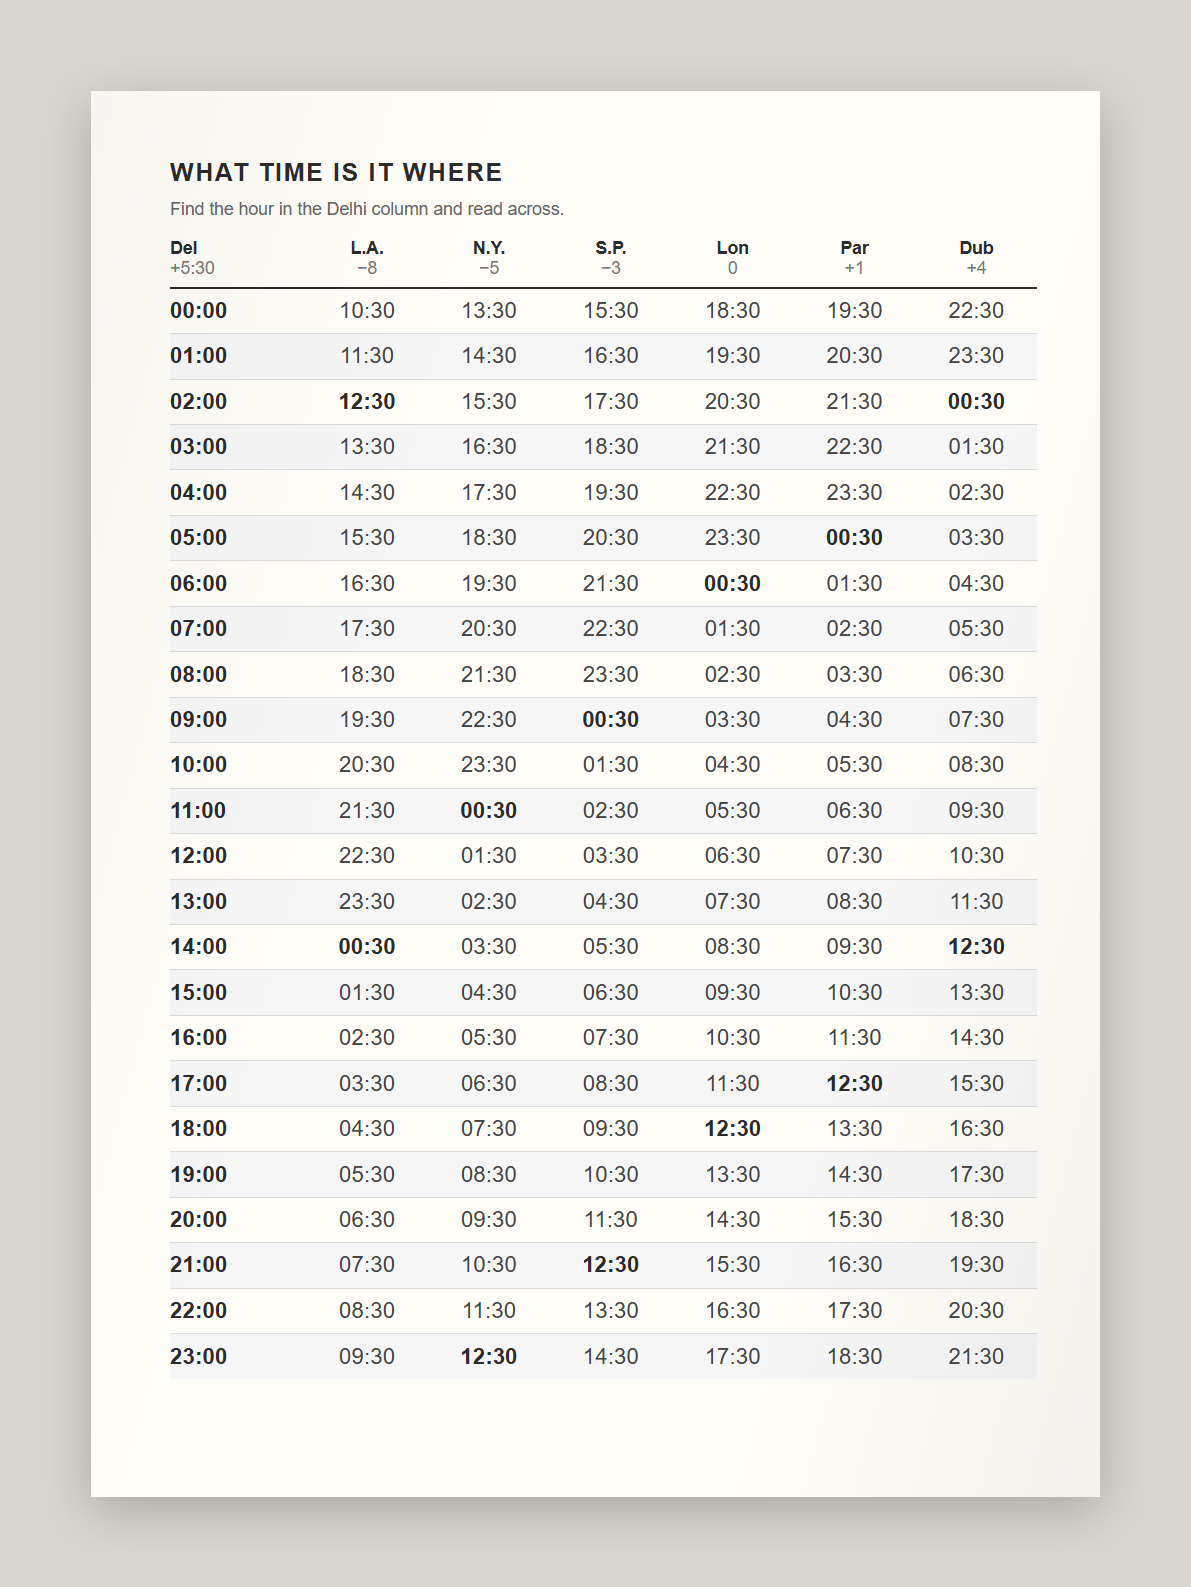 WHAT TIME IS IT WHERE
Find the hour in the Delhi column and read across.
Del L.A. N.Y. S.P. Lon Par Dub
+5:30 −8 −5 −3 0 +1 +4
00:00 10:30 13:30 15:30 18:30 19:30 22:30
01:00 11:30 14:30 16:30 19:30 20:30 23:30
02:00 12:30 15:30 17:30 20:30 21:30 00:30
03:00 13:30 16:30 18:30 21:30 22:30 01:30
04:00 14:30 17:30 19:30 22:30 23:30 02:30
05:00 15:30 18:30 20:30 23:30 00:30 03:30
06:00 16:30 19:30 21:30 00:30 01:30 04:30
07:00 17:30 20:30 22:30 01:30 02:30 05:30
08:00 18:30 21:30 23:30 02:30 03:30 06:30
09:00 19:30 22:30 00:30 03:30 04:30 07:30
10:00 20:30 23:30 01:30 04:30 05:30 08:30
11:00 21:30 00:30 02:30 05:30 06:30 09:30
12:00 22:30 01:30 03:30 06:30 07:30 10:30
13:00 23:30 02:30 04:30 07:30 08:30 11:30
14:00 00:30 03:30 05:30 08:30 09:30 12:30
15:00 01:30 04:30 06:30 09:30 10:30 13:30
16:00 02:30 05:30 07:30 10:30 11:30 14:30
17:00 03:30 06:30 08:30 11:30 12:30 15:30
18:00 04:30 07:30 09:30 12:30 13:30 16:30
19:00 05:30 08:30 10:30 13:30 14:30 17:30
20:00 06:30 09:30 11:30 14:30 15:30 18:30
21:00 07:30 10:30 12:30 15:30 16:30 19:30
22:00 08:30 11:30 13:30 16:30 17:30 20:30
23:00 09:30 12:30 14:30 17:30 18:30 21:30